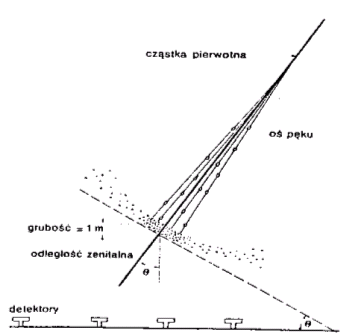 cząstka pierwotna
oś pęku
grubość ≈ 1 m
odległość zenitalna
θ
detektory
θ